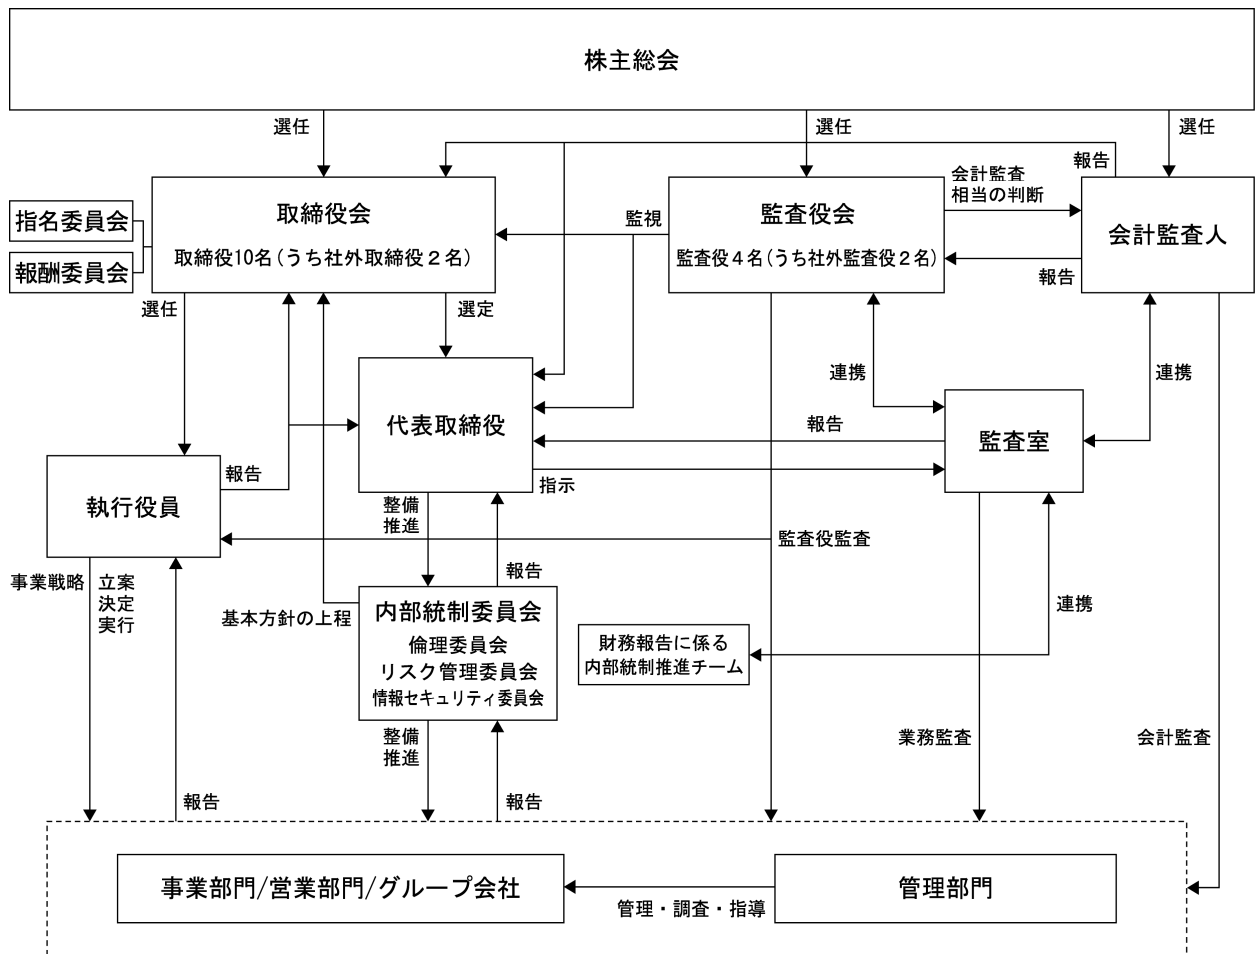 株主総会
選任
選任
選任
報告
会計監査
相当の判断
指名委員会
報酬委員会
取締役会
取締役10名(うち社外取締役２名)
監視
監査役会
監査役４名(うち社外監査役２名)
会計監査人
報告
選任
選定
連携
連携
代表取締役
報告
監査室
指示
執行役員
報告
整備
推進
監査役監査
報告
事業戦略
立案
決定
実行
基本方針の上程
内部統制委員会
倫理委員会
リスク管理委員会
情報セキュリティ委員会
財務報告に係る
内部統制推進チーム
連携
整備
推進
業務監査
会計監査
報告
報告
事業部門/営業部門/グループ会社
管理・調査・指導
管理部門